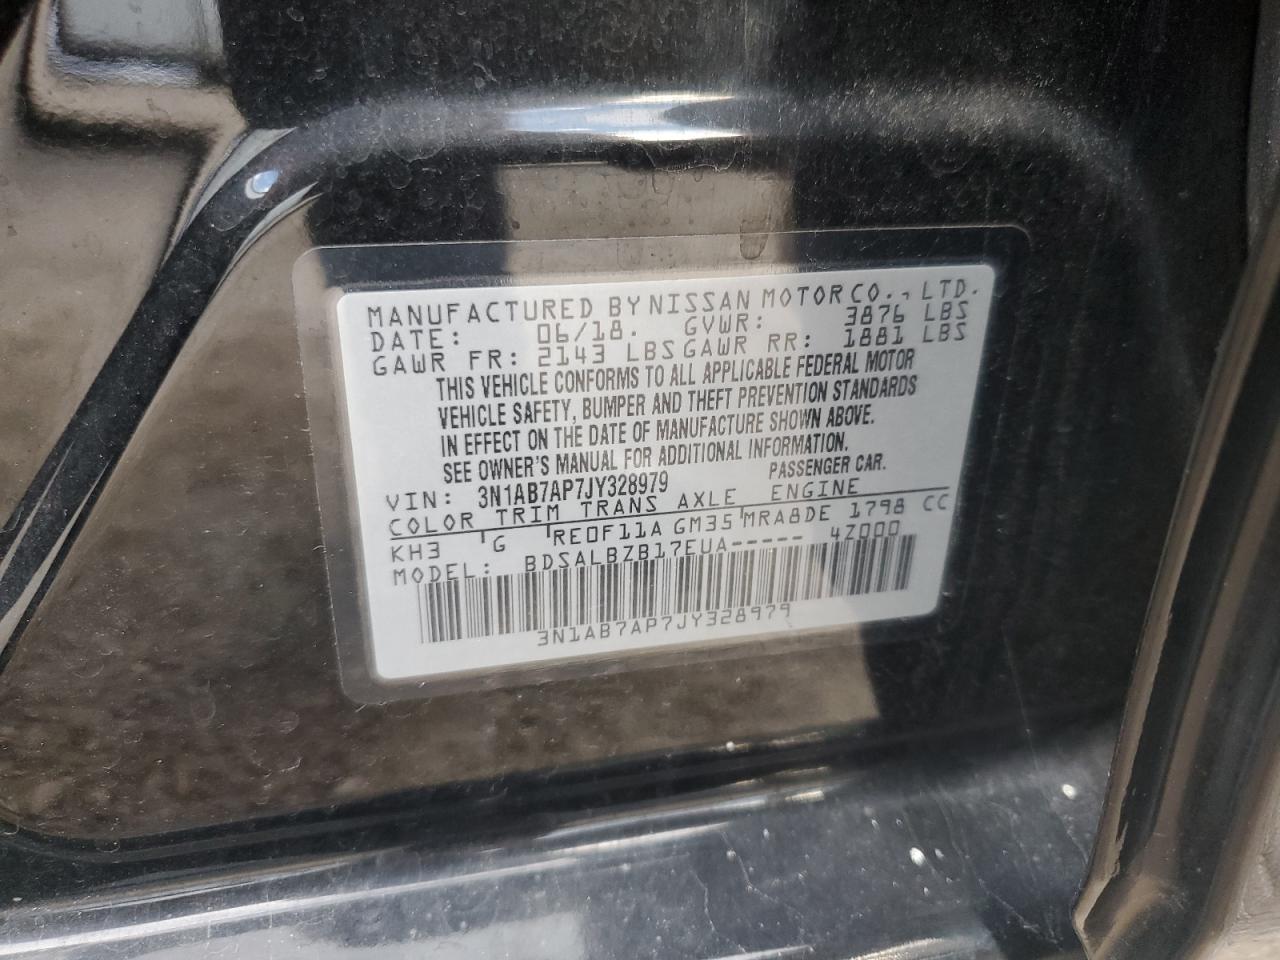 MANUFACTURED BY NISSAN MOTOR CO., LTD.
DATE: 06/18. GVWR: 3876 LBS
GAWR FR: 2143 LBS GAWR RR: 1881 LBS
THIS VEHICLE CONFORMS TO ALL APPLICABLE FEDERAL MOTOR
VEHICLE SAFETY, BUMPER AND THEFT PREVENTION STANDARDS
IN EFFECT ON THE DATE OF MANUFACTURE SHOWN ABOVE.
SEE OWNER'S MANUAL FOR ADDITIONAL INFORMATION.
VIN: 3N1AB7AP7JY328979 PASSENGER CAR.
COLOR TRIM TRANS AXLE ENGINE
KH3 G RE0F11A GM35 MRA8DE 1798 CC
MODEL: BDSALBZB17EUA----- 4Z000
3N1AB7AP7JY328979